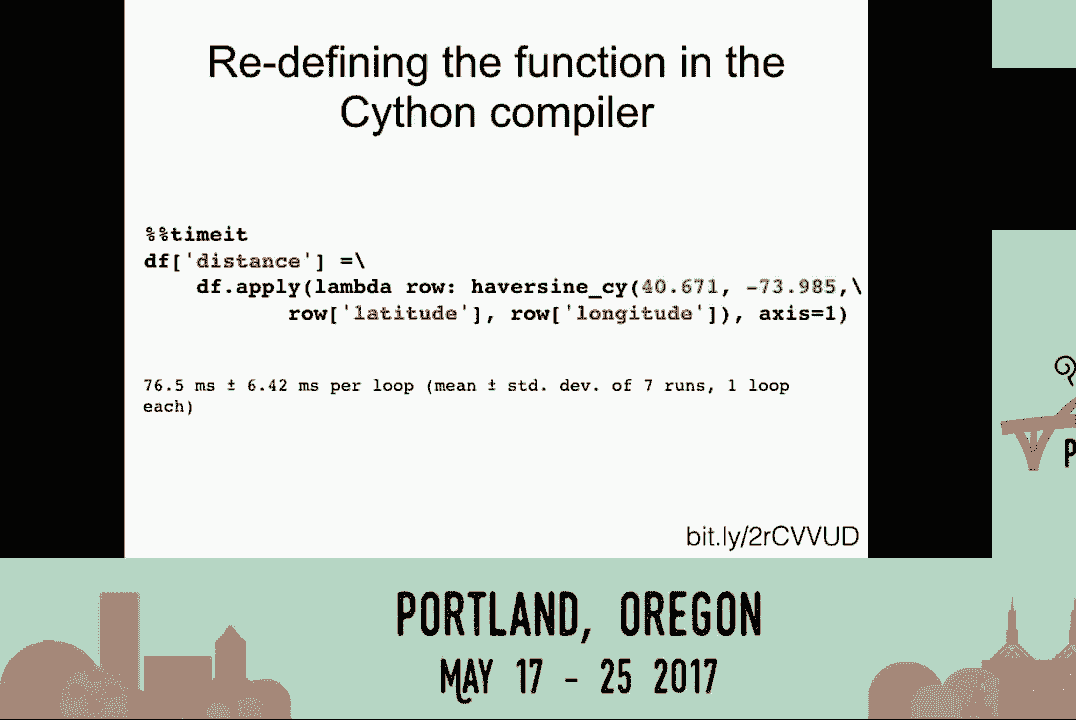 Re-defining the function in the
Cython compiler
%%timeit
df['distance'] =\
df.apply(lambda row: haversine_cy(40.671, -73.985,\
row['latitude'], row['longitude']), axis=1)
76.5 ms ± 6.42 ms per loop (mean ± std. dev. of 7 runs, 1 loop
each)
bit.ly/2rCVVUD
P
PORTLAND, OREGON
MAY 17 - 25 2017